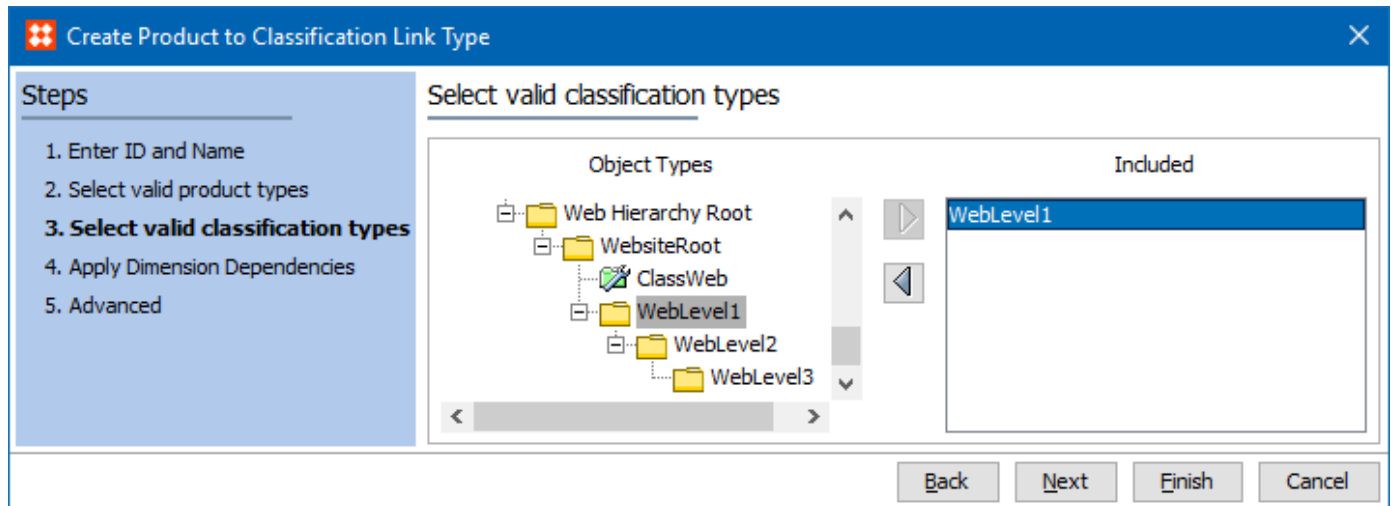 Create Product to Classification Link Type
Steps
1. Enter ID and Name
2. Select valid product types
3. Select valid classification types
4. Apply Dimension Dependencies
5. Advanced
Select valid classification types
Object Types
Web Hierarchy Root
WebsiteRoot
ClassWeb
WebLevel1
WebLevel2
WebLevel3
Included
WebLevel1
Back Next Finish Cancel